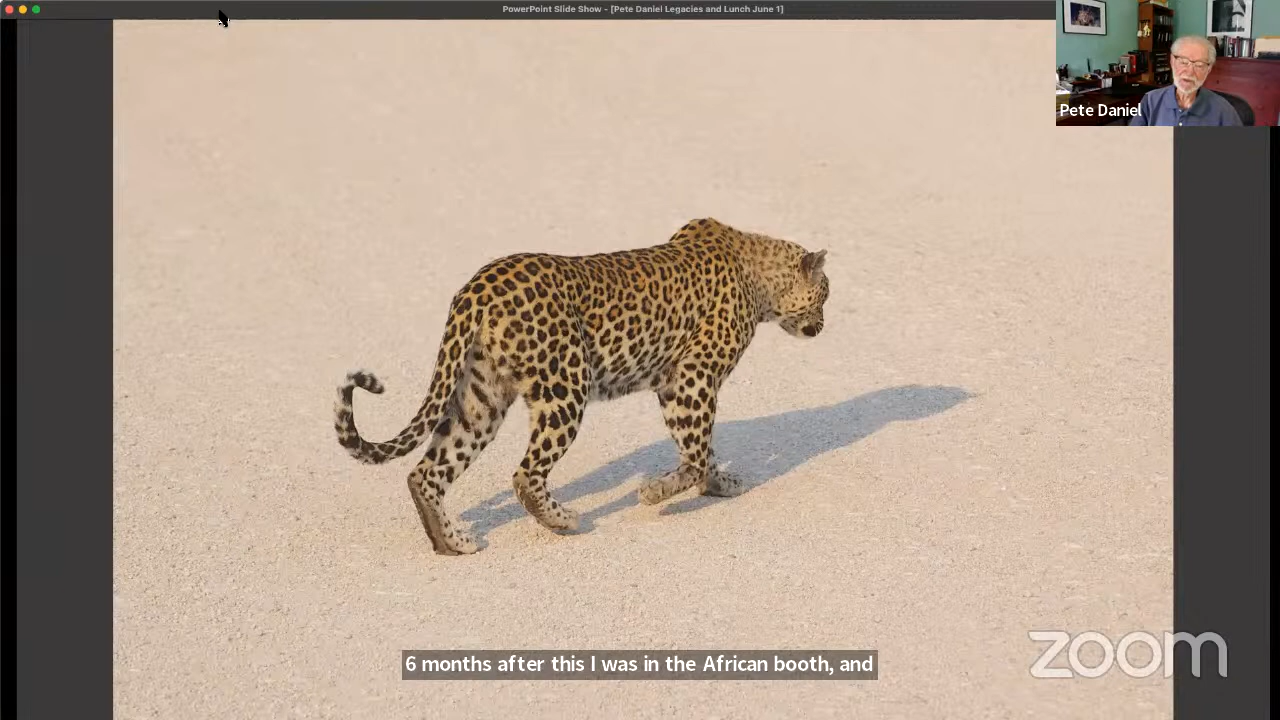 PowerPoint Slide Show - [Pete Daniel Legacies and Lunch June 1]
Pete Daniel
6 months after this I was in the African booth, and
zoom